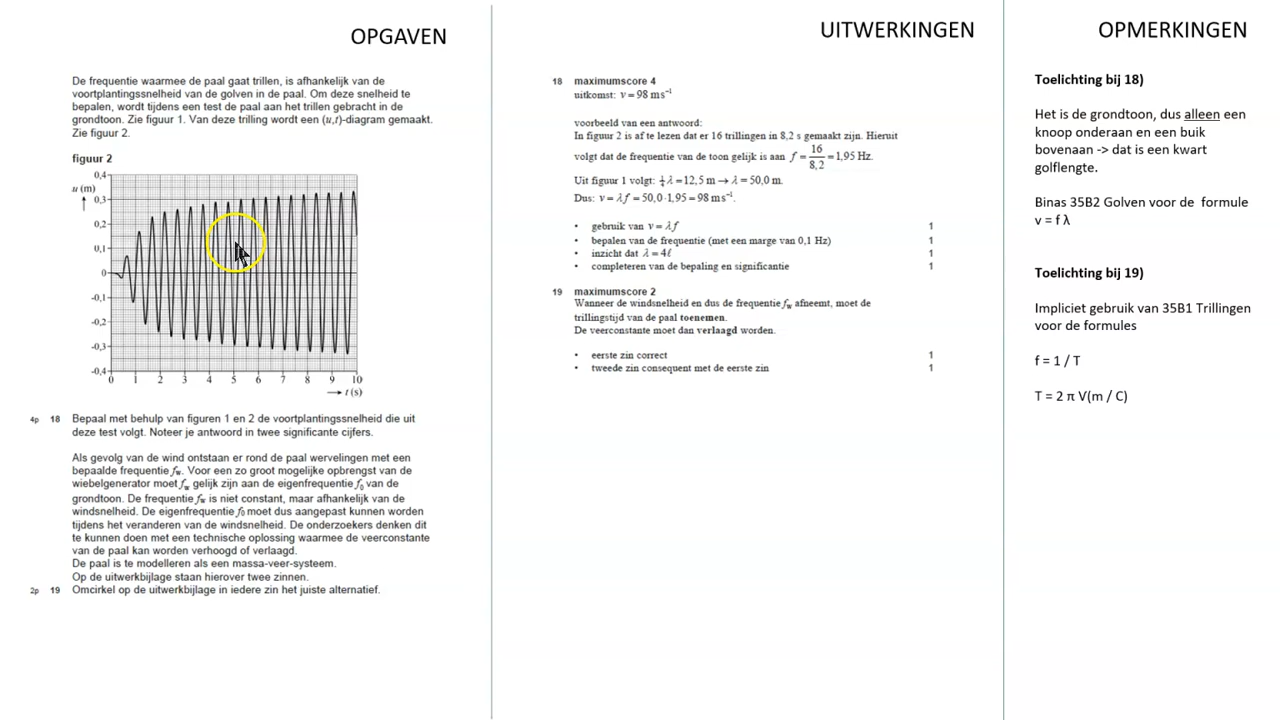 OPGAVEN
De frequentie waarmee de paal gaat trillen, is afhankelijk van de
voortplantingssnelheid van de golven in de paal. Om deze snelheid te
bepalen, wordt tijdens een test de paal aan het trillen gebracht in de
grondtoon. Zie figuur 1. Van deze trilling wordt een (u,t)-diagram gemaakt.
Zie figuur 2.
figuur 2
0,4
u (m)
0,3
0,2
0,1
0
-0,1
-0,2
-0,3
-0,4
0 1 2 3 4 5 6 7 8 9 10
t (s)
4p 18 Bepaal met behulp van figuren 1 en 2 de voortplantingssnelheid die uit
deze test volgt. Noteer je antwoord in twee significante cijfers.
Als gevolg van de wind ontstaan er rond de paal wervelingen met een
bepaalde frequentie fw. Voor een zo groot mogelijke opbrengst van de
wiebelgenerator moet fw gelijk zijn aan de eigenfrequentie f0 van de
grondtoon. De frequentie fw is niet constant, maar afhankelijk van de
windsnelheid. De eigenfrequentie f0 moet dus aangepast kunnen worden
tijdens het veranderen van de windsnelheid. De onderzoekers denken dit
te kunnen doen met een technische oplossing waarmee de veerconstante
van de paal kan worden verhoogd of verlaagd.
De paal is te modelleren als een massa-veer-systeem.
Op de uitwerkbijlage staan hierover twee zinnen.
2p 19 Omcirkel op de uitwerkbijlage in iedere zin het juiste alternatief.
UITWERKINGEN
18 maximumscore 4
uitkomst: v = 98 ms⁻¹
voorbeeld van een antwoord:
In figuur 2 is af te lezen dat er 16 trillingen in 8,2 s gemaakt zijn. Hieruit
volgt dat de frequentie van de toon gelijk is aan f = 16/8,2 = 1,95 Hz.
Uit figuur 1 volgt: ¼λ = 12,5 m → λ = 50,0 m.
Dus: v = λf = 50,0·1,95 = 98 ms⁻¹.
• gebruik van v = λf 1
• bepalen van de frequentie (met een marge van 0,1 Hz) 1
• inzicht dat λ = 4ℓ 1
• completeren van de bepaling en significantie 1
19 maximumscore 2
Wanneer de windsnelheid en dus de frequentie fw afneemt, moet de
trillingstijd van de paal toenemen.
De veerconstante moet dan verlaagd worden.
• eerste zin correct 1
• tweede zin consequent met de eerste zin 1
OPMERKINGEN
Toelichting bij 18)
Het is de grondtoon, dus alleen een
knoop onderaan en een buik
bovenaan -> dat is een kwart
golflengte.
Binas 35B2 Golven voor de formule
v = f λ
Toelichting bij 19)
Impliciet gebruik van 35B1 Trillingen
voor de formules
f = 1 / T
T = 2 π V(m / C)